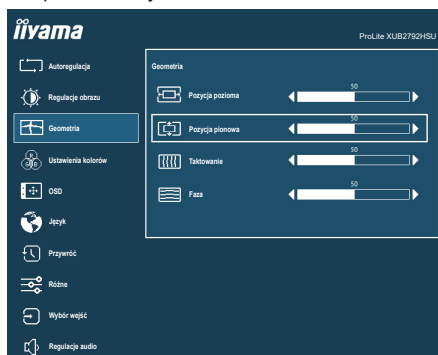 iiyama
ProLite XUB2792HSU
Autoregulacja
Regulacje obrazu
Geometria
Ustawienia kolorów
R
G B
OSD
Język
Przywróć
Różne
Wybór wejść
Regulacje audio
Geometria
Pozycja pozioma
50
Pozycja pionowa
50
Taktowanie
50
Faza
50